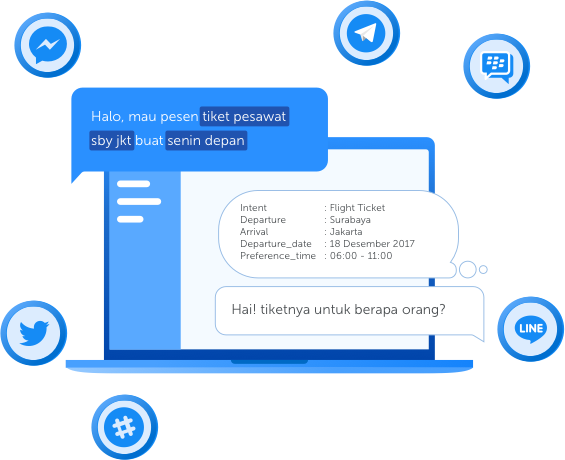 Halo, mau pesen tiket pesawat
sby jkt buat senin depan
Intent : Flight Ticket
Departure : Surabaya
Arrival : Jakarta
Departure_date : 18 Desember 2017
Preference_time : 06:00 - 11:00
Hai! tiketnya untuk berapa orang?
LINE